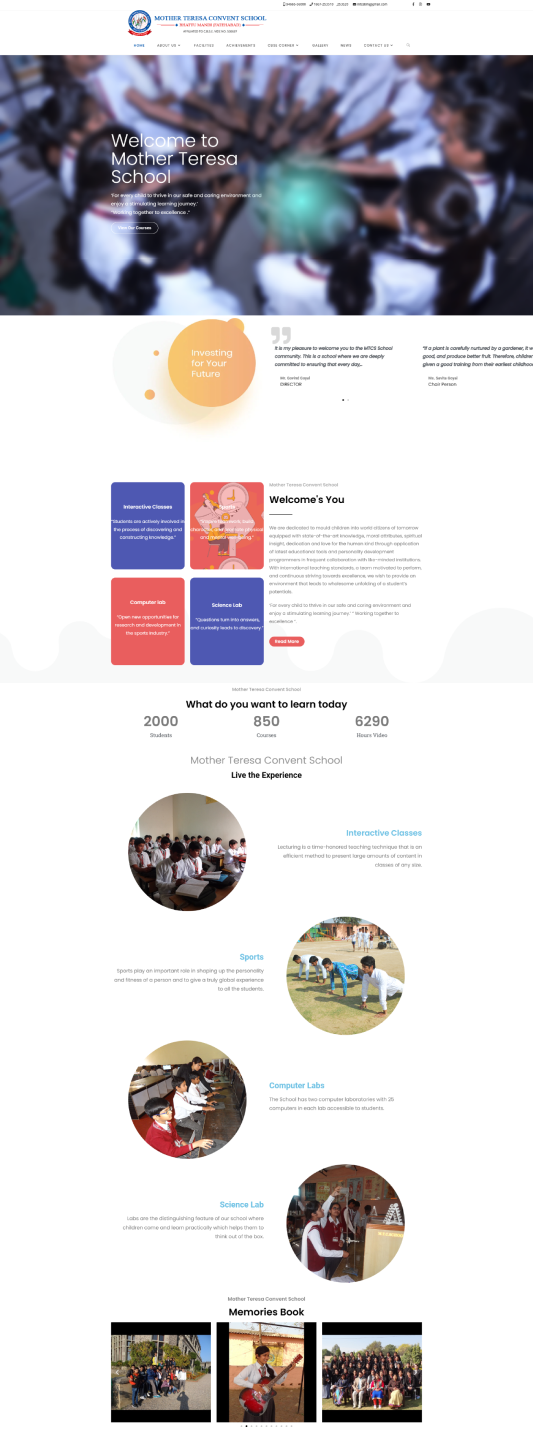 MOTHER TERESA CONVENT SCHOOL
HOME
ABOUT US
FACILITIES
ACHIEVEMENTS
CBSE CORNER
GALLERY
NEWS
CONTACT US
Welcome to
Mother Teresa
School
"For every child to thrive in our safe and caring environment and
enjoy a stimulating learning journey."
"Working together to excellence ."
View Our Courses
Investing
for Your
Future
It is my pleasure to welcome you to the MTCS School
community. This is a school where we are deeply
committed to ensuring that every day...
DIRECTOR
"If a plant is carefully nurtured by a gardener, it w
good, and produce better fruit. Therefore, children
given a good training from their earliest childhood
Chair Person
Interactive Classes
"Students are actively involved in
the process of discovering and
constructing knowledge."
Sports
Computer lab
"Open new opportunities for
research and development in
the sports industry."
Science Lab
"Questions turn into answers,
and curiosity leads to discovery."
Mother Teresa Convent School
Welcome's You
We are dedicated to mould children into world citizens of tomorrow
equipped with state-of-the-art knowledge, moral attributes, spiritual
insight, dedication and love for the human kind through application
of latest educational tools and personality development
programmers in frequent collaboration with like-minded institutions.
With international teaching standards, a team motivated to perform,
and continuous striving towards excellence, we wish to provide an
environment that leads to wholesome unfolding of a student's
potentials.
"For every child to thrive in our safe and caring environment and
enjoy a stimulating learning journey." " Working together to
excellence ".
Read More
Mother Teresa Convent School
What do you want to learn today
2000
Students
850
Courses
6290
Hours Video
Mother Teresa Convent School
Live the Experience
Interactive Classes
Lecturing is a time-honored teaching technique that is an
efficient method to present large amounts of content in
classes of any size.
Sports
Sports play an important role in shaping up the personality
and fitness of a person and to give a truly global experience
to all the students.
Computer Labs
The School has two computer laboratories with 25
computers in each lab accessible to students.
Science Lab
Labs are the distinguishing feature of our school where
children come and learn practically which helps them to
think out of the box.
Mother Teresa Convent School
Memories Book